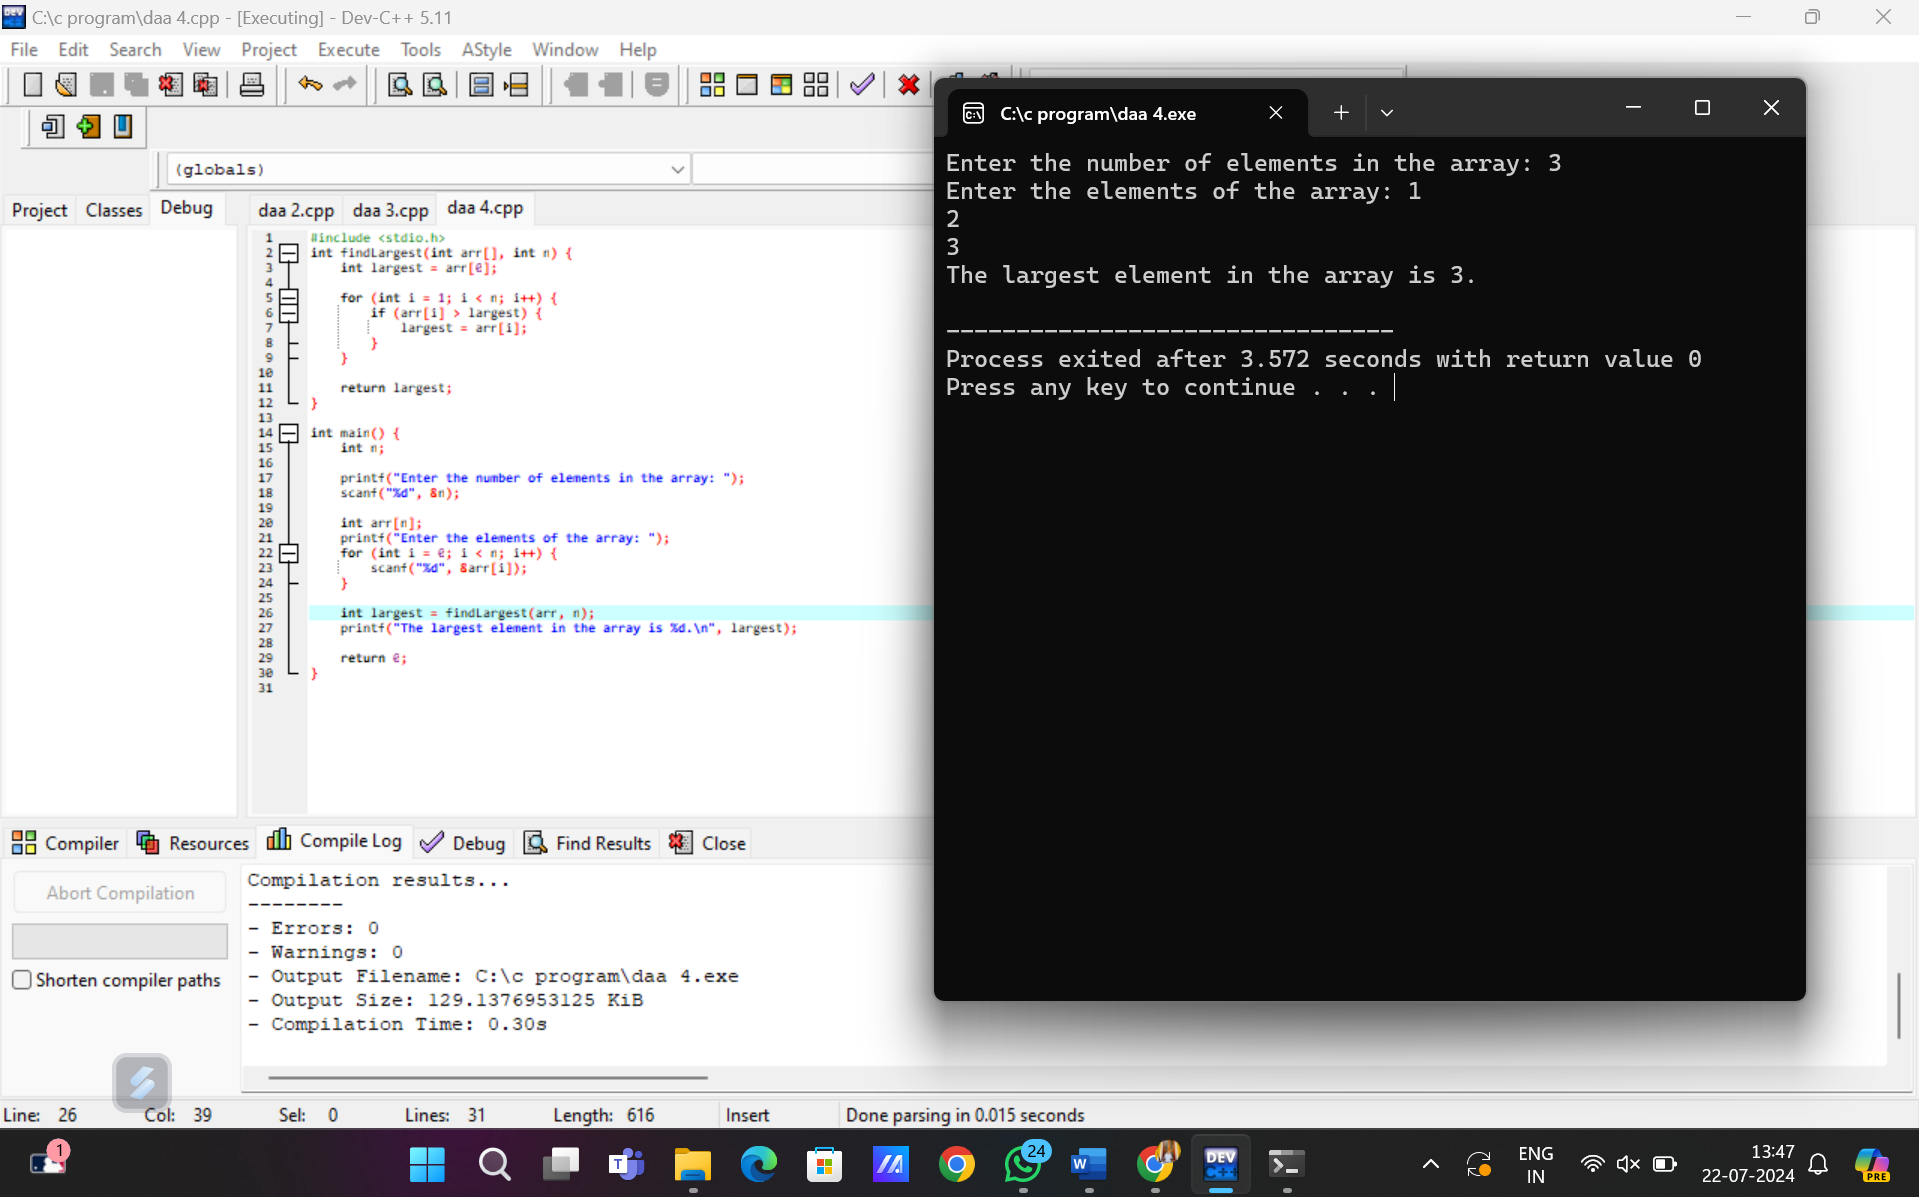 C:\c program\daa 4.cpp - [Executing] - Dev-C++ 5.11
File Edit Search View Project Execute Tools AStyle Window Help
(globals)
Project Classes Debug
daa 2.cpp daa 3.cpp daa 4.cpp
1 #include <stdio.h>
2 int findLargest(int arr[], int n) {
3 int largest = arr[0];
4
5 for (int i = 1; i < n; i++) {
6 if (arr[i] > largest) {
7 largest = arr[i];
8 }
9 }
10
11 return largest;
12 }
13
14 int main() {
15 int n;
16
17 printf("Enter the number of elements in the array: ");
18 scanf("%d", &n);
19
20 int arr[n];
21 printf("Enter the elements of the array: ");
22 for (int i = 0; i < n; i++) {
23 scanf("%d", &arr[i]);
24 }
25
26 int largest = findLargest(arr, n);
27 printf("The largest element in the array is %d.\n", largest);
28
29 return 0;
30 }
31
C:\c program\daa 4.exe
Enter the number of elements in the array: 3
Enter the elements of the array: 1
2
3
The largest element in the array is 3.
--------------------------------
Process exited after 3.572 seconds with return value 0
Press any key to continue . . .
Compiler Resources Compile Log Debug Find Results Close
Abort Compilation
Shorten compiler paths
Compilation results...
--------
- Errors: 0
- Warnings: 0
- Output Filename: C:\c program\daa 4.exe
- Output Size: 129.1376953125 KiB
- Compilation Time: 0.30s
Line: 26 Col: 39 Sel: 0 Lines: 31 Length: 616 Insert Done parsing in 0.015 seconds
1
24
DEV
C++
ENG
IN
13:47
22-07-2024
PRE